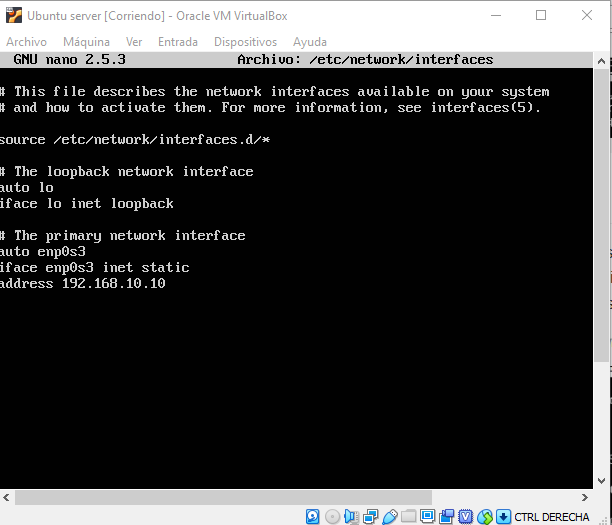 Ubuntu server [Corriendo] - Oracle VM VirtualBox
Archivo Máquina Ver Entrada Dispositivos Ayuda
GNU nano 2.5.3 Archivo: /etc/network/interfaces
# This file describes the network interfaces available on your system
# and how to activate them. For more information, see interfaces(5).
source /etc/network/interfaces.d/*
# The loopback network interface
auto lo
iface lo inet loopback
# The primary network interface
auto enp0s3
iface enp0s3 inet static
address 192.168.10.10
CTRL DERECHA